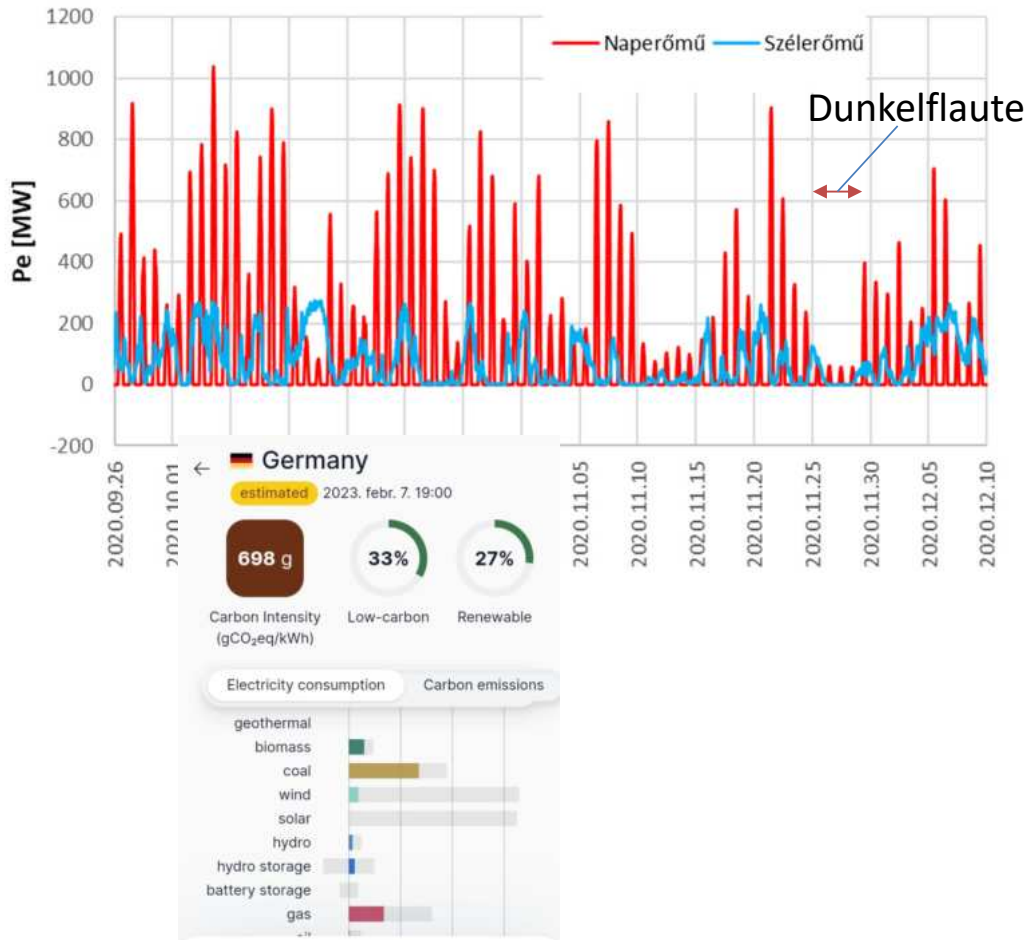 1200
1000
800
600
400
200
0
-200
Pe [MW]
Naperőmű
Szélerőmű
Dunkelflaute
2020.09.26
2020.10.01
2020.11.05
2020.11.10
2020.11.15
2020.11.20
2020.11.25
2020.11.30
2020.12.05
2020.12.10
← Germany
estimated 2023. febr. 7. 19:00
698 g
33%
27%
Carbon Intensity
(gCO₂eq/kWh)
Low-carbon
Renewable
Electricity consumption
Carbon emissions
geothermal
biomass
coal
wind
solar
hydro
hydro storage
battery storage
gas